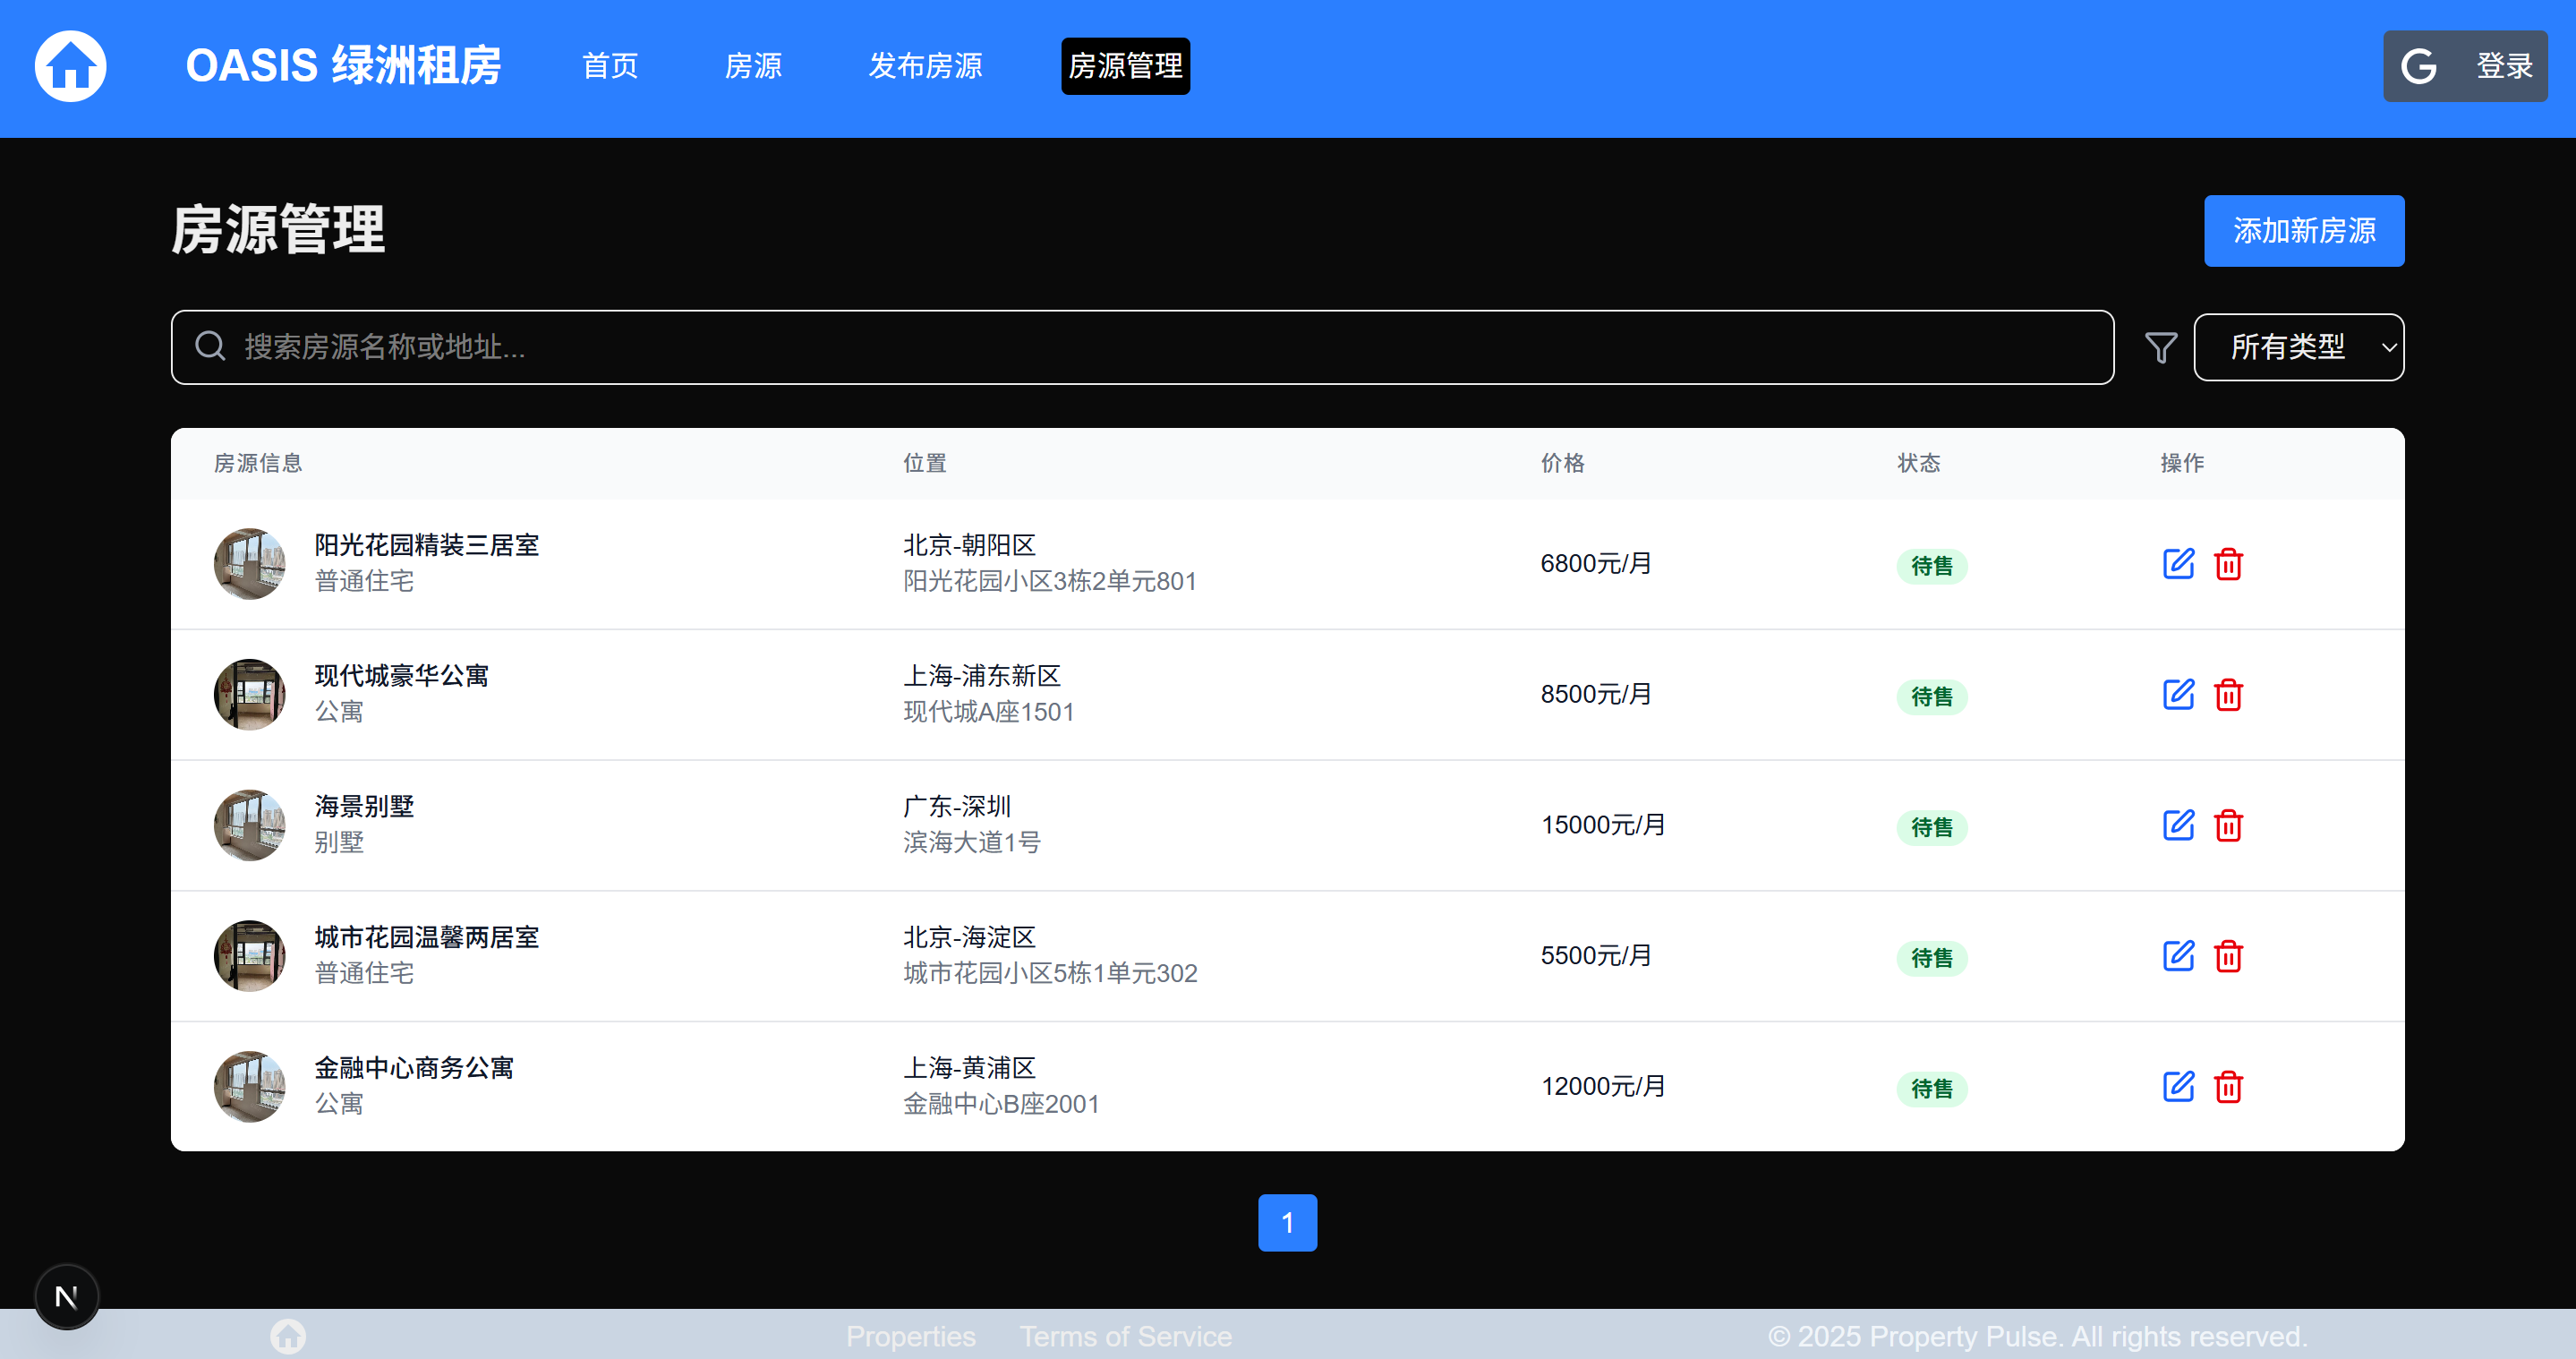 OASIS 绿洲租房 首页 房源 发布房源 房源管理 G 登录
房源管理 添加新房源
搜索房源名称或地址... 所有类型
房源信息 位置 价格 状态 操作
阳光花园精装三居室 北京-朝阳区
普通住宅 阳光花园小区3栋2单元801 6800元/月 待售
现代城豪华公寓 上海-浦东新区
公寓 现代城A座1501 8500元/月 待售
海景别墅 广东-深圳
别墅 滨海大道1号 15000元/月 待售
城市花园温馨两居室 北京-海淀区
普通住宅 城市花园小区5栋1单元302 5500元/月 待售
金融中心商务公寓 上海-黄浦区
公寓 金融中心B座2001 12000元/月 待售
1
N
Properties Terms of Service © 2025 Property Pulse. All rights reserved.